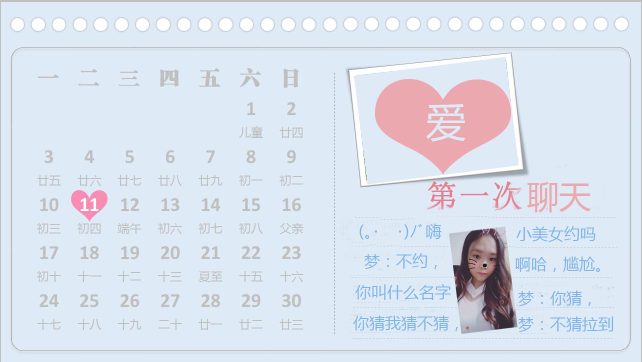 一 二 三 四 五 六 日
1 2
儿童 廿四
3 4 5 6 7 8 9
廿五 廿六 廿七 廿八 廿九 初一 初二
10 11 12 13 14 15 16
初三 初四 端午 初六 初七 初八 父亲
17 18 19 20 21 22 23
初十 十一 十二 十三 夏至 十五 十六
24 25 26 27 28 29 30
十七 十八 十九 二十 廿一 廿二 廿三
爱
第一次聊天
(｡･ ･)ﾉﾞ嗨
梦：不约，
你叫什么名字
你猜我猜不猜，
小美女约吗
啊哈，尴尬。
梦：你猜，
梦：不猜拉到